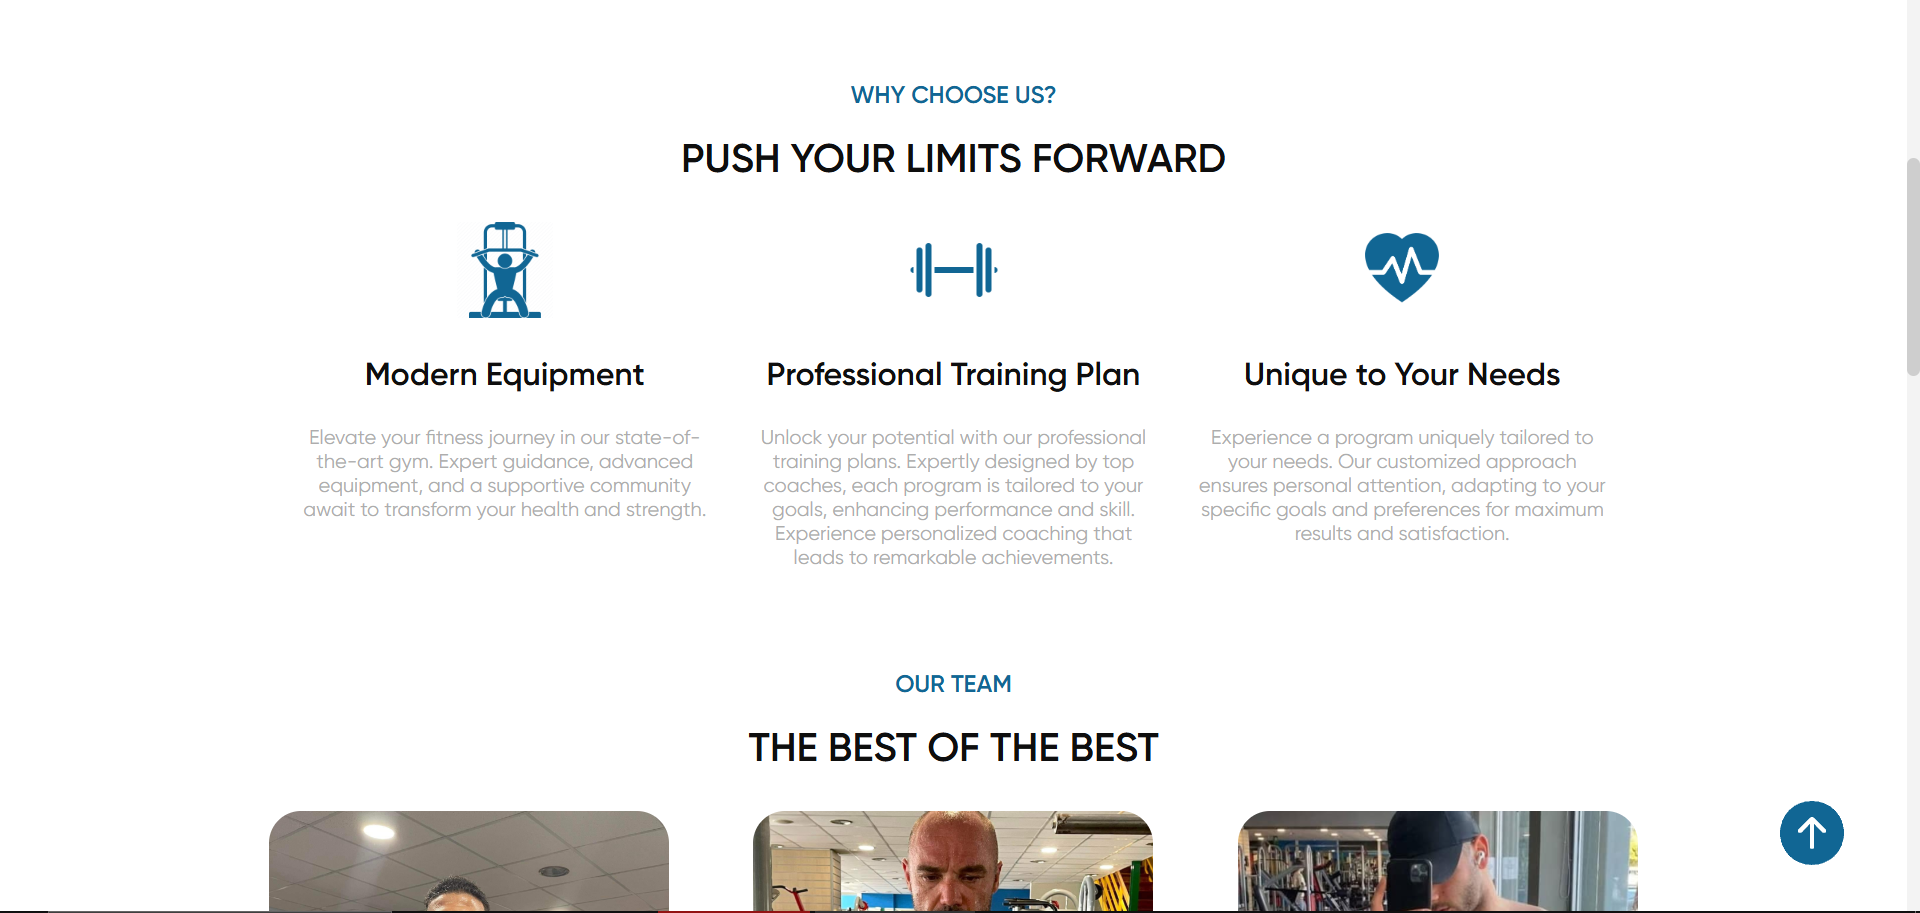 WHY CHOOSE US?
PUSH YOUR LIMITS FORWARD
Modern Equipment
Elevate your fitness journey in our state-of-
the-art gym. Expert guidance, advanced
equipment, and a supportive community
await to transform your health and strength.
Professional Training Plan
Unlock your potential with our professional
training plans. Expertly designed by top
coaches, each program is tailored to your
goals, enhancing performance and skill.
Experience personalized coaching that
leads to remarkable achievements.
Unique to Your Needs
Experience a program uniquely tailored to
your needs. Our customized approach
ensures personal attention, adapting to your
specific goals and preferences for maximum
results and satisfaction.
OUR TEAM
THE BEST OF THE BEST